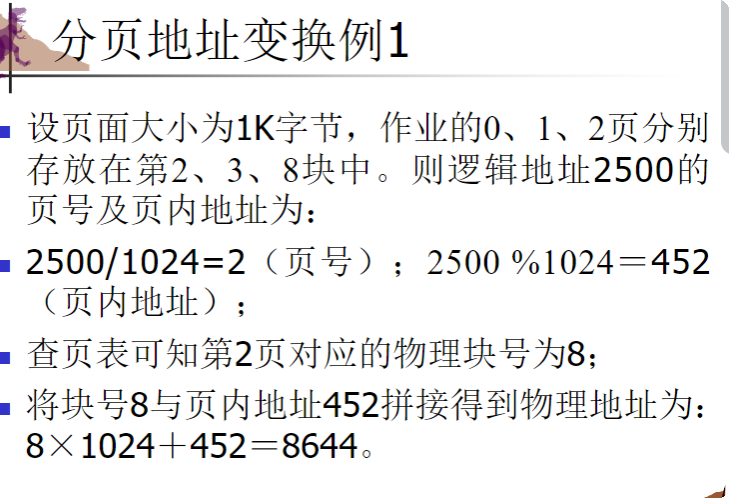 分页地址变换例1
设页面大小为1K字节，作业的0、1、2页分别
存放在第2、3、8块中。则逻辑地址2500的
页号及页内地址为：
2500/1024=2（页号）；2500 %1024＝452
（页内地址）；
查页表可知第2页对应的物理块号为8；
将块号8与页内地址452拼接得到物理地址为：
8×1024＋452＝8644。